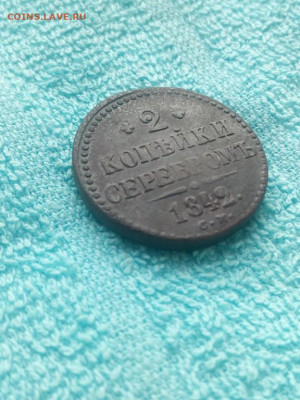 COINS.LAVE.RU
2
КОПѢЙКИ
СЕРЕБРОМЪ
1842.
С.М.